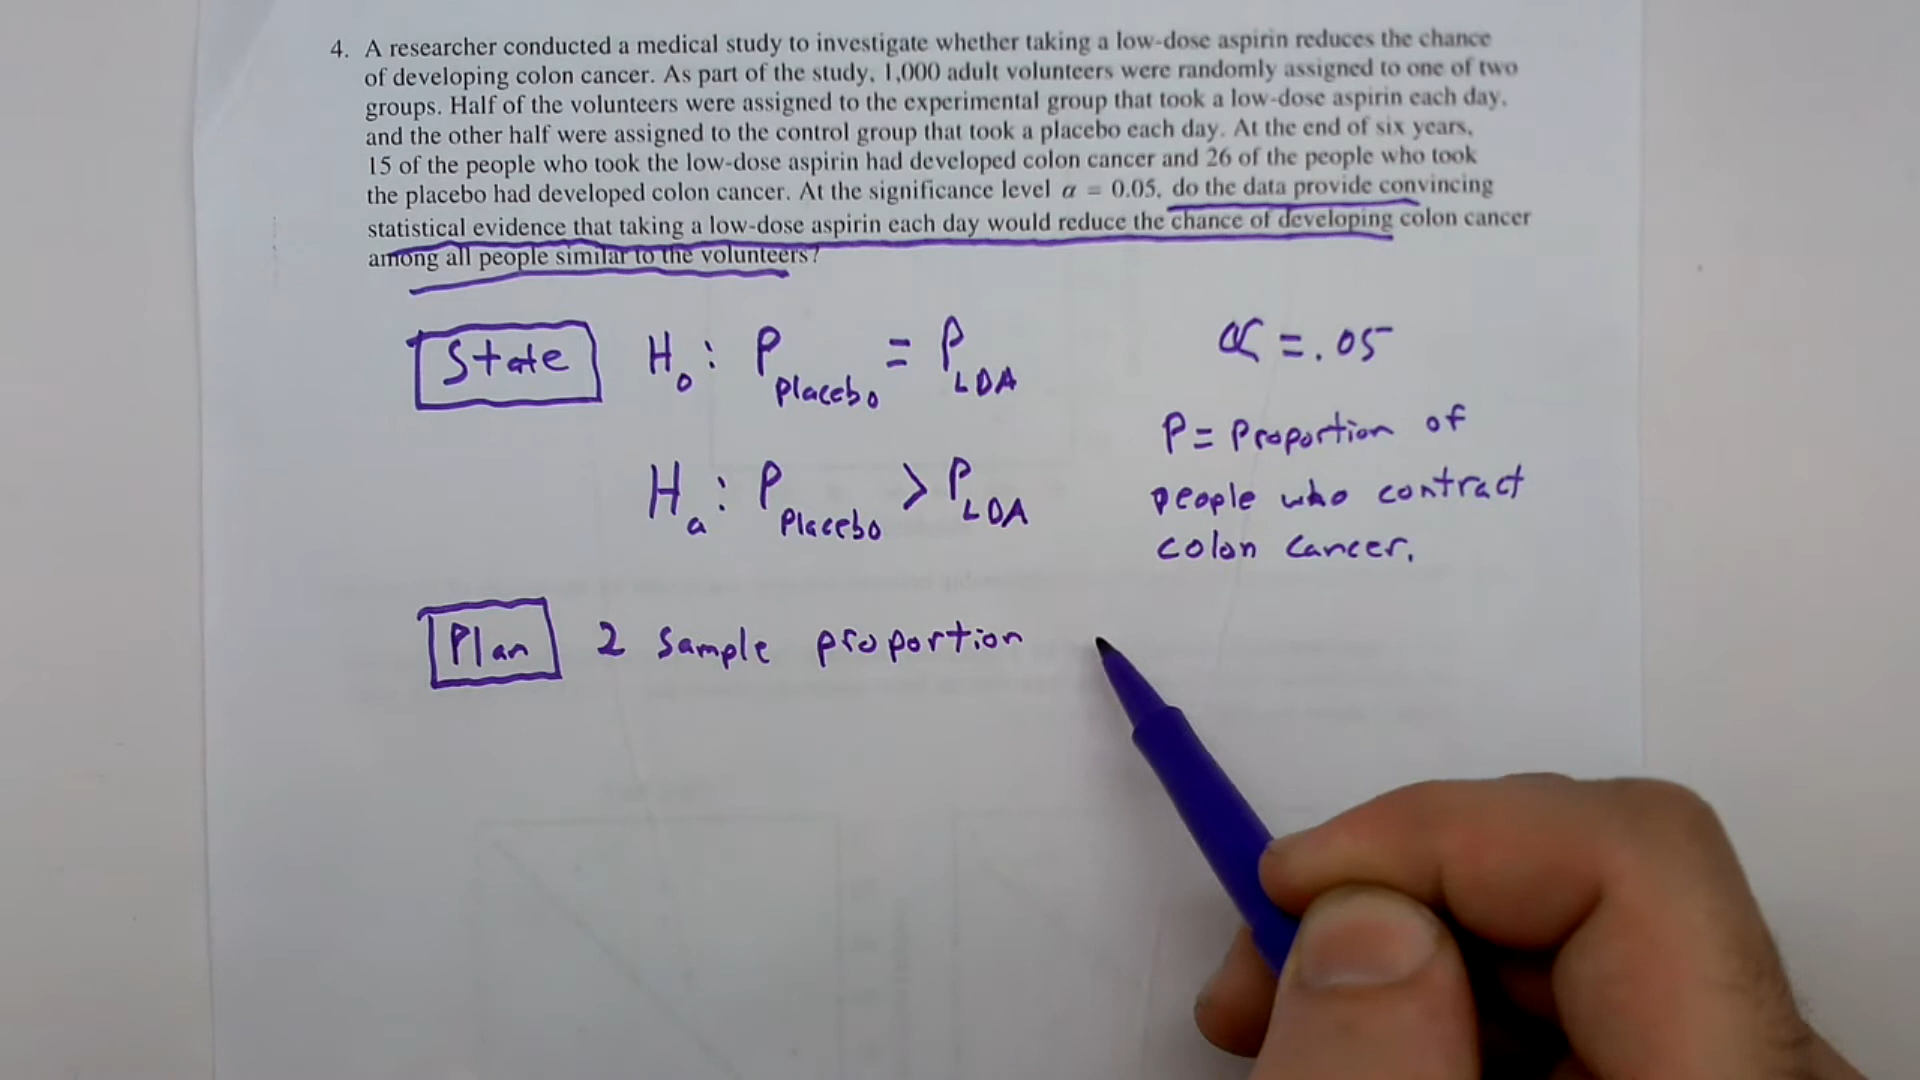 4. A researcher conducted a medical study to investigate whether taking a low-dose aspirin reduces the chance
of developing colon cancer. As part of the study, 1,000 adult volunteers were randomly assigned to one of two
groups. Half of the volunteers were assigned to the experimental group that took a low-dose aspirin each day,
and the other half were assigned to the control group that took a placebo each day. At the end of six years,
15 of the people who took the low-dose aspirin had developed colon cancer and 26 of the people who took
the placebo had developed colon cancer. At the significance level α = 0.05, do the data provide convincing
statistical evidence that taking a low-dose aspirin each day would reduce the chance of developing colon cancer
among all people similar to the volunteers?
State H₀: P Placebo = P LDA α = .05
P = Proportion of
Hₐ: P Placebo > P LDA people who contract
colon cancer.
Plan 2 sample proportion